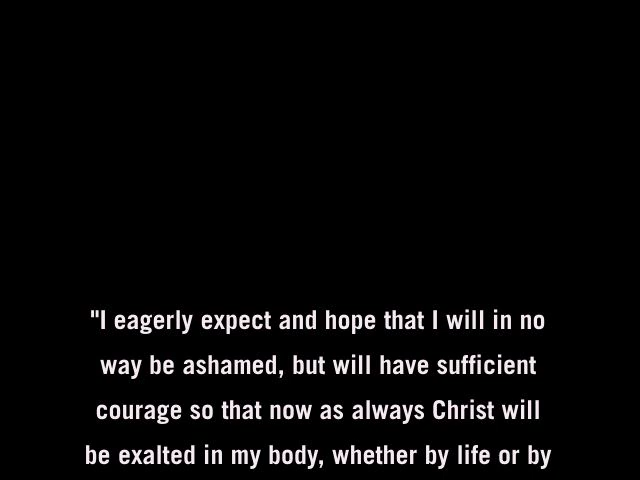 "I eagerly expect and hope that I will in no
way be ashamed, but will have sufficient
courage so that now as always Christ will
be exalted in my body, whether by life or by